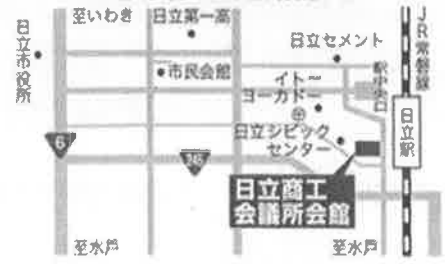 至いわき
日立第一高
JR常磐線
日立市役所
日立セメント
市民会館
駅中央口
イトー
ヨーカドー
日立シビック
センター
日立駅
6
日立商工
会議所会館
至水戸
至水戸